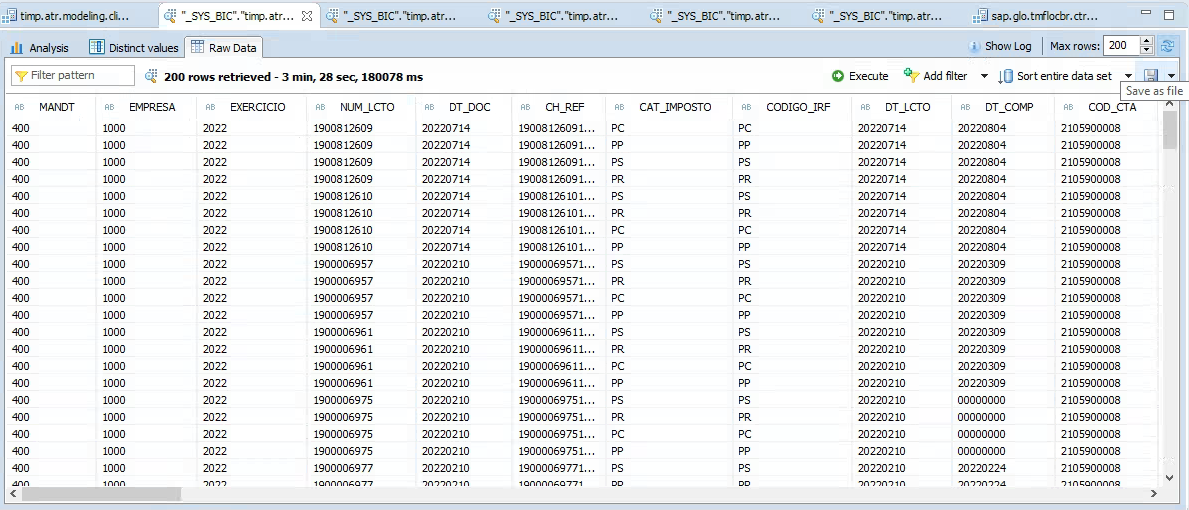 timp.atr.modeling.cli... "_SYS_BIC"."timp.atr... "_SYS_BIC"."timp.atr... "_SYS_BIC"."timp.atr... "_SYS_BIC"."timp.atr... "_SYS_BIC"."timp.atr... sap.glo.tmflocbr.ctr...
Analysis Distinct values Raw Data Show Log Max rows: 200
Filter pattern 200 rows retrieved - 3 min, 28 sec, 180078 ms Execute Add filter Sort entire data set
Save as file
AB MANDT AB EMPRESA AB EXERCICIO AB NUM_LCTO AB DT_DOC AB CH_REF AB CAT_IMPOSTO AB CODIGO_IRF AB DT_LCTO AB DT_COMP AB COD_CTA
400 1000 2022 1900812609 20220714 19008126091... PC PC 20220714 20220804 2105900008
400 1000 2022 1900812609 20220714 19008126091... PP PP 20220714 20220804 2105900008
400 1000 2022 1900812609 20220714 19008126091... PS PS 20220714 20220804 2105900008
400 1000 2022 1900812609 20220714 19008126091... PR PR 20220714 20220804 2105900008
400 1000 2022 1900812610 20220714 19008126101... PS PS 20220714 20220804 2105900008
400 1000 2022 1900812610 20220714 19008126101... PR PR 20220714 20220804 2105900008
400 1000 2022 1900812610 20220714 19008126101... PC PC 20220714 20220804 2105900008
400 1000 2022 1900812610 20220714 19008126101... PP PP 20220714 20220804 2105900008
400 1000 2022 1900006957 20220210 19000069571... PS PS 20220210 20220309 2105900008
400 1000 2022 1900006957 20220210 19000069571... PR PR 20220210 20220309 2105900008
400 1000 2022 1900006957 20220210 19000069571... PC PC 20220210 20220309 2105900008
400 1000 2022 1900006957 20220210 19000069571... PP PP 20220210 20220309 2105900008
400 1000 2022 1900006961 20220210 19000069611... PS PS 20220210 20220309 2105900008
400 1000 2022 1900006961 20220210 19000069611... PR PR 20220210 20220309 2105900008
400 1000 2022 1900006961 20220210 19000069611... PC PC 20220210 20220309 2105900008
400 1000 2022 1900006961 20220210 19000069611... PP PP 20220210 20220309 2105900008
400 1000 2022 1900006975 20220210 19000069751... PS PS 20220210 00000000 2105900008
400 1000 2022 1900006975 20220210 19000069751... PR PR 20220210 00000000 2105900008
400 1000 2022 1900006975 20220210 19000069751... PC PC 20220210 00000000 2105900008
400 1000 2022 1900006975 20220210 19000069751... PP PP 20220210 00000000 2105900008
400 1000 2022 1900006977 20220210 19000069771... PS PS 20220210 20220224 2105900008
400 1000 2022 1900006977 20220210 19000069771... PR PR 20220210 20220224 2105900008